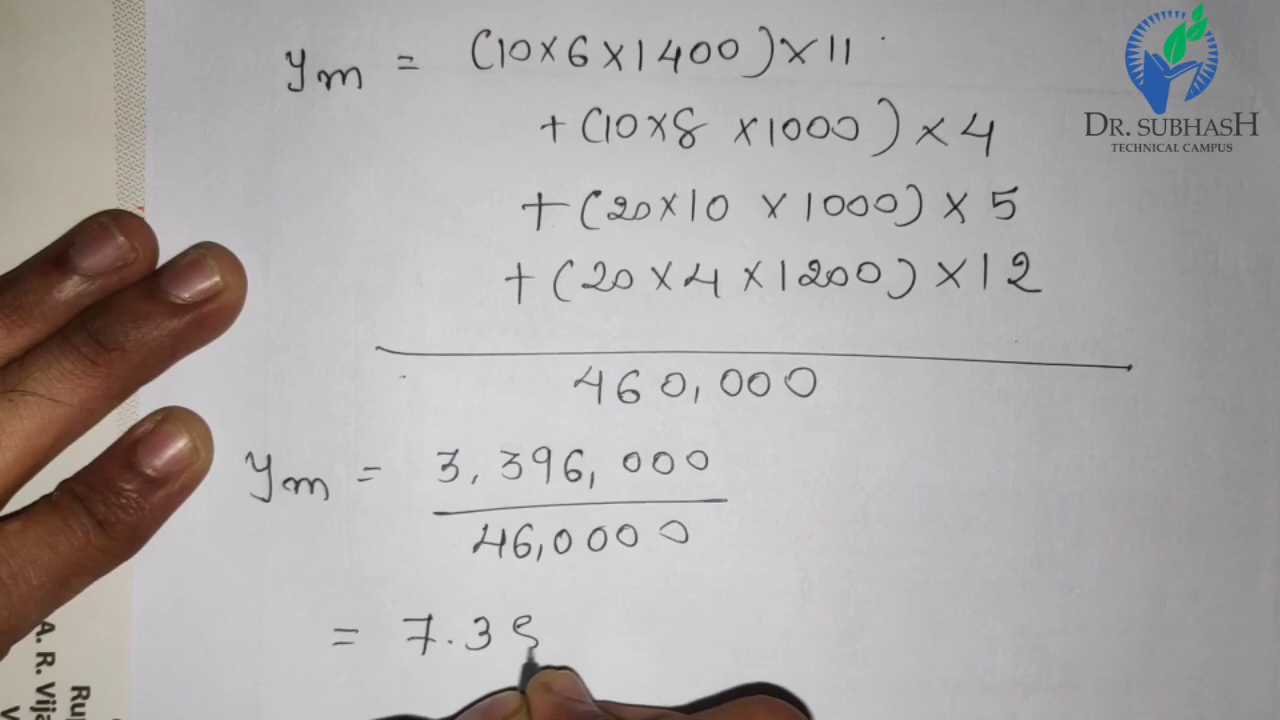 DR. SUBHASH
TECHNICAL CAMPUS
ym = (10×6×1400)×11
+(10×8 ×1000)×4
+(20×10 ×1000)×5
+(20×4×1200)×12
460,000
ym = 3,396,000
46,0000
= 7.3
A. R. Vija